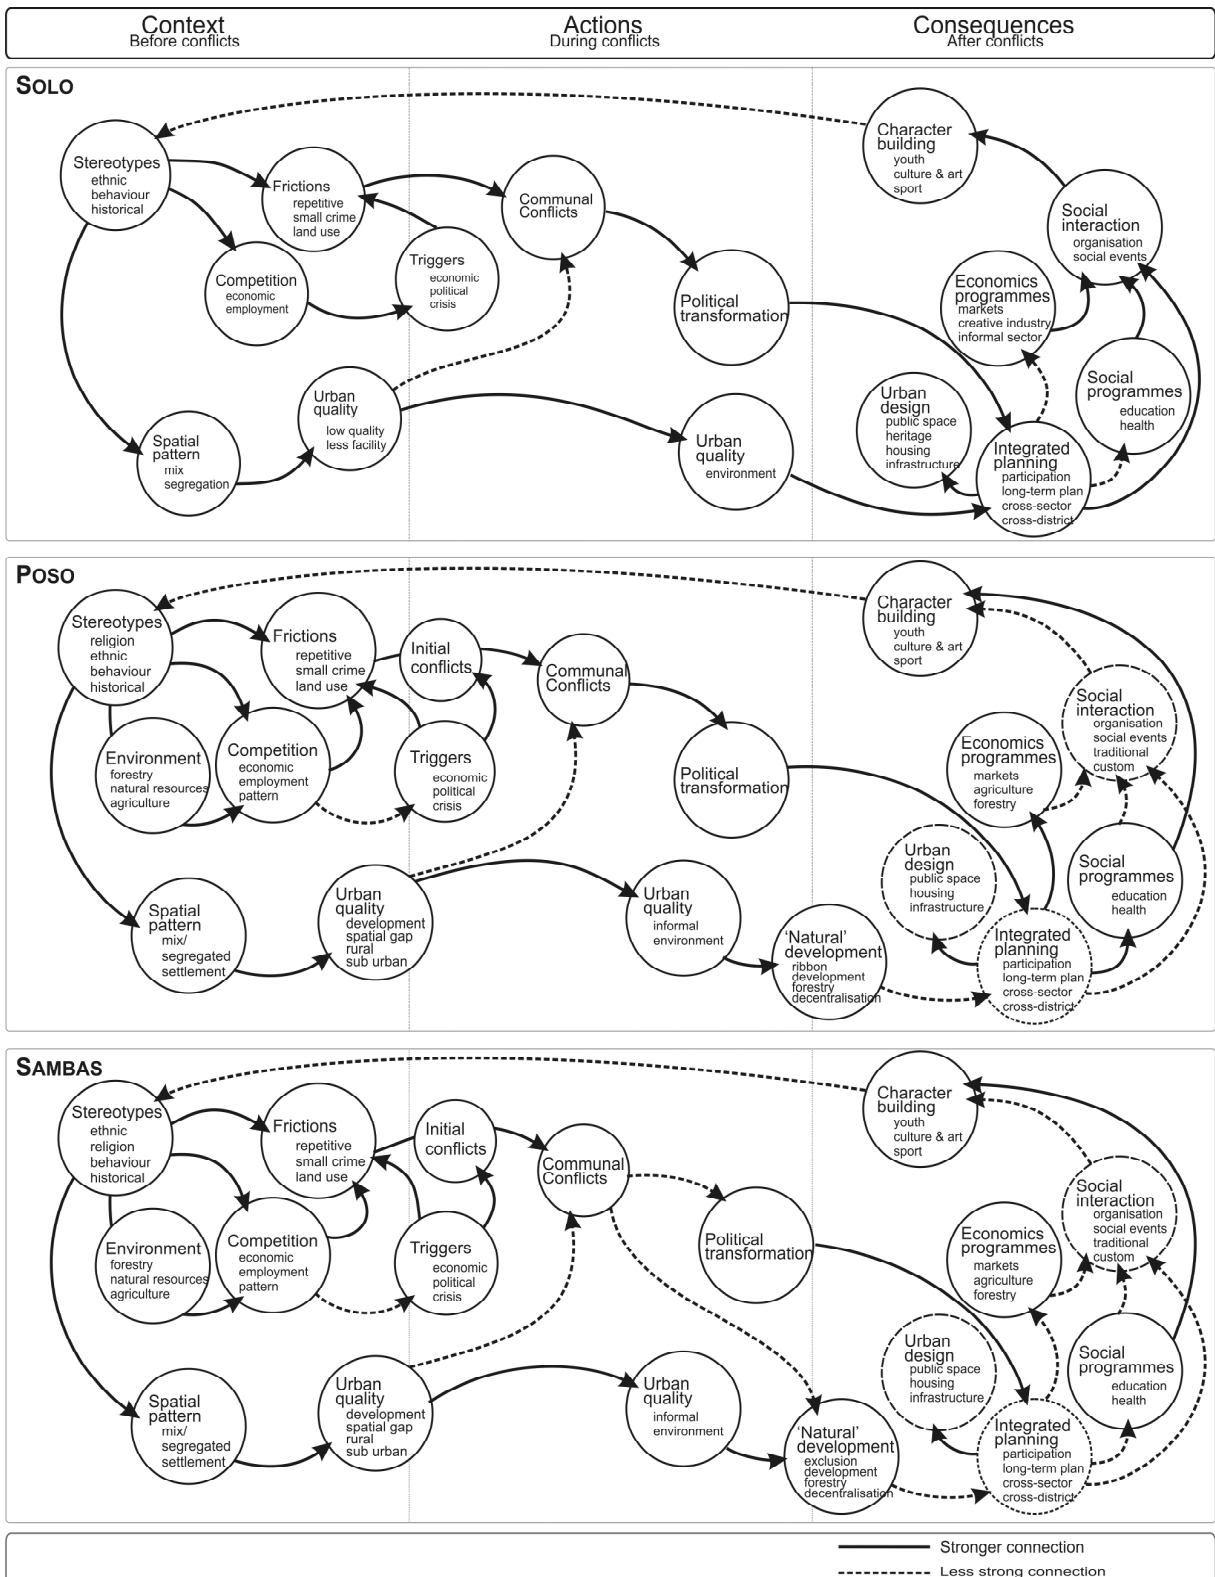 Context
Before conflicts
Actions
During conflicts
Consequences
After conflicts
SOLO
Stereotypes
ethnic
behaviour
historical
Frictions
repetitive
small crime
land use
Competition
economic
employment
Triggers
economic
political
crisis
Communal
Conflicts
Political
transformation
Spatial
pattern
mix
segregation
Urban
quality
low quality
less facility
Urban
quality
environment
Character
building
youth
culture & art
sport
Social
interaction
organisation
social events
Economics
programmes
markets
creative industry
informal sector
Social
programmes
education
health
Urban
design
public space
heritage
housing
infrastructure
Integrated
planning
participation
long-term plan
cross-sector
cross-district
POSO
Stereotypes
religion
ethnic
behaviour
historical
Frictions
repetitive
small crime
land use
Initial
conflicts
Communal
Conflicts
Environment
forestry
natural resources
agriculture
Competition
economic
employment
pattern
Triggers
economic
political
crisis
Political
transformation
Spatial
pattern
mix/
segregated
settlement
Urban
quality
development
spatial gap
rural
sub urban
Urban
quality
informal
environment
'Natural'
development
ribbon
development
forestry
decentralisation
Character
building
youth
culture & art
sport
Social
interaction
organisation
social events
traditional
custom
Economics
programmes
markets
agriculture
forestry
Urban
design
public space
housing
infrastructure
Social
programmes
education
health
Integrated
planning
participation
long-term plan
cross-sector
cross-district
SAMBAS
Stereotypes
ethnic
religion
behaviour
historical
Frictions
repetitive
small crime
land use
Initial
conflicts
Communal
Conflicts
Environment
forestry
natural resources
agriculture
Competition
economic
employment
pattern
Triggers
economic
political
crisis
Political
transformation
Spatial
pattern
mix/
segregated
settlement
Urban
quality
development
spatial gap
rural
sub urban
Urban
quality
informal
environment
'Natural'
development
exclusion
development
forestry
decentralisation
Character
building
youth
culture & art
sport
Social
interaction
organisation
social events
traditional
custom
Economics
programmes
markets
agriculture
forestry
Urban
design
public space
housing
infrastructure
Social
programmes
education
health
Integrated
planning
participation
long-term plan
cross-sector
cross-district
Stronger connection
Less strong connection